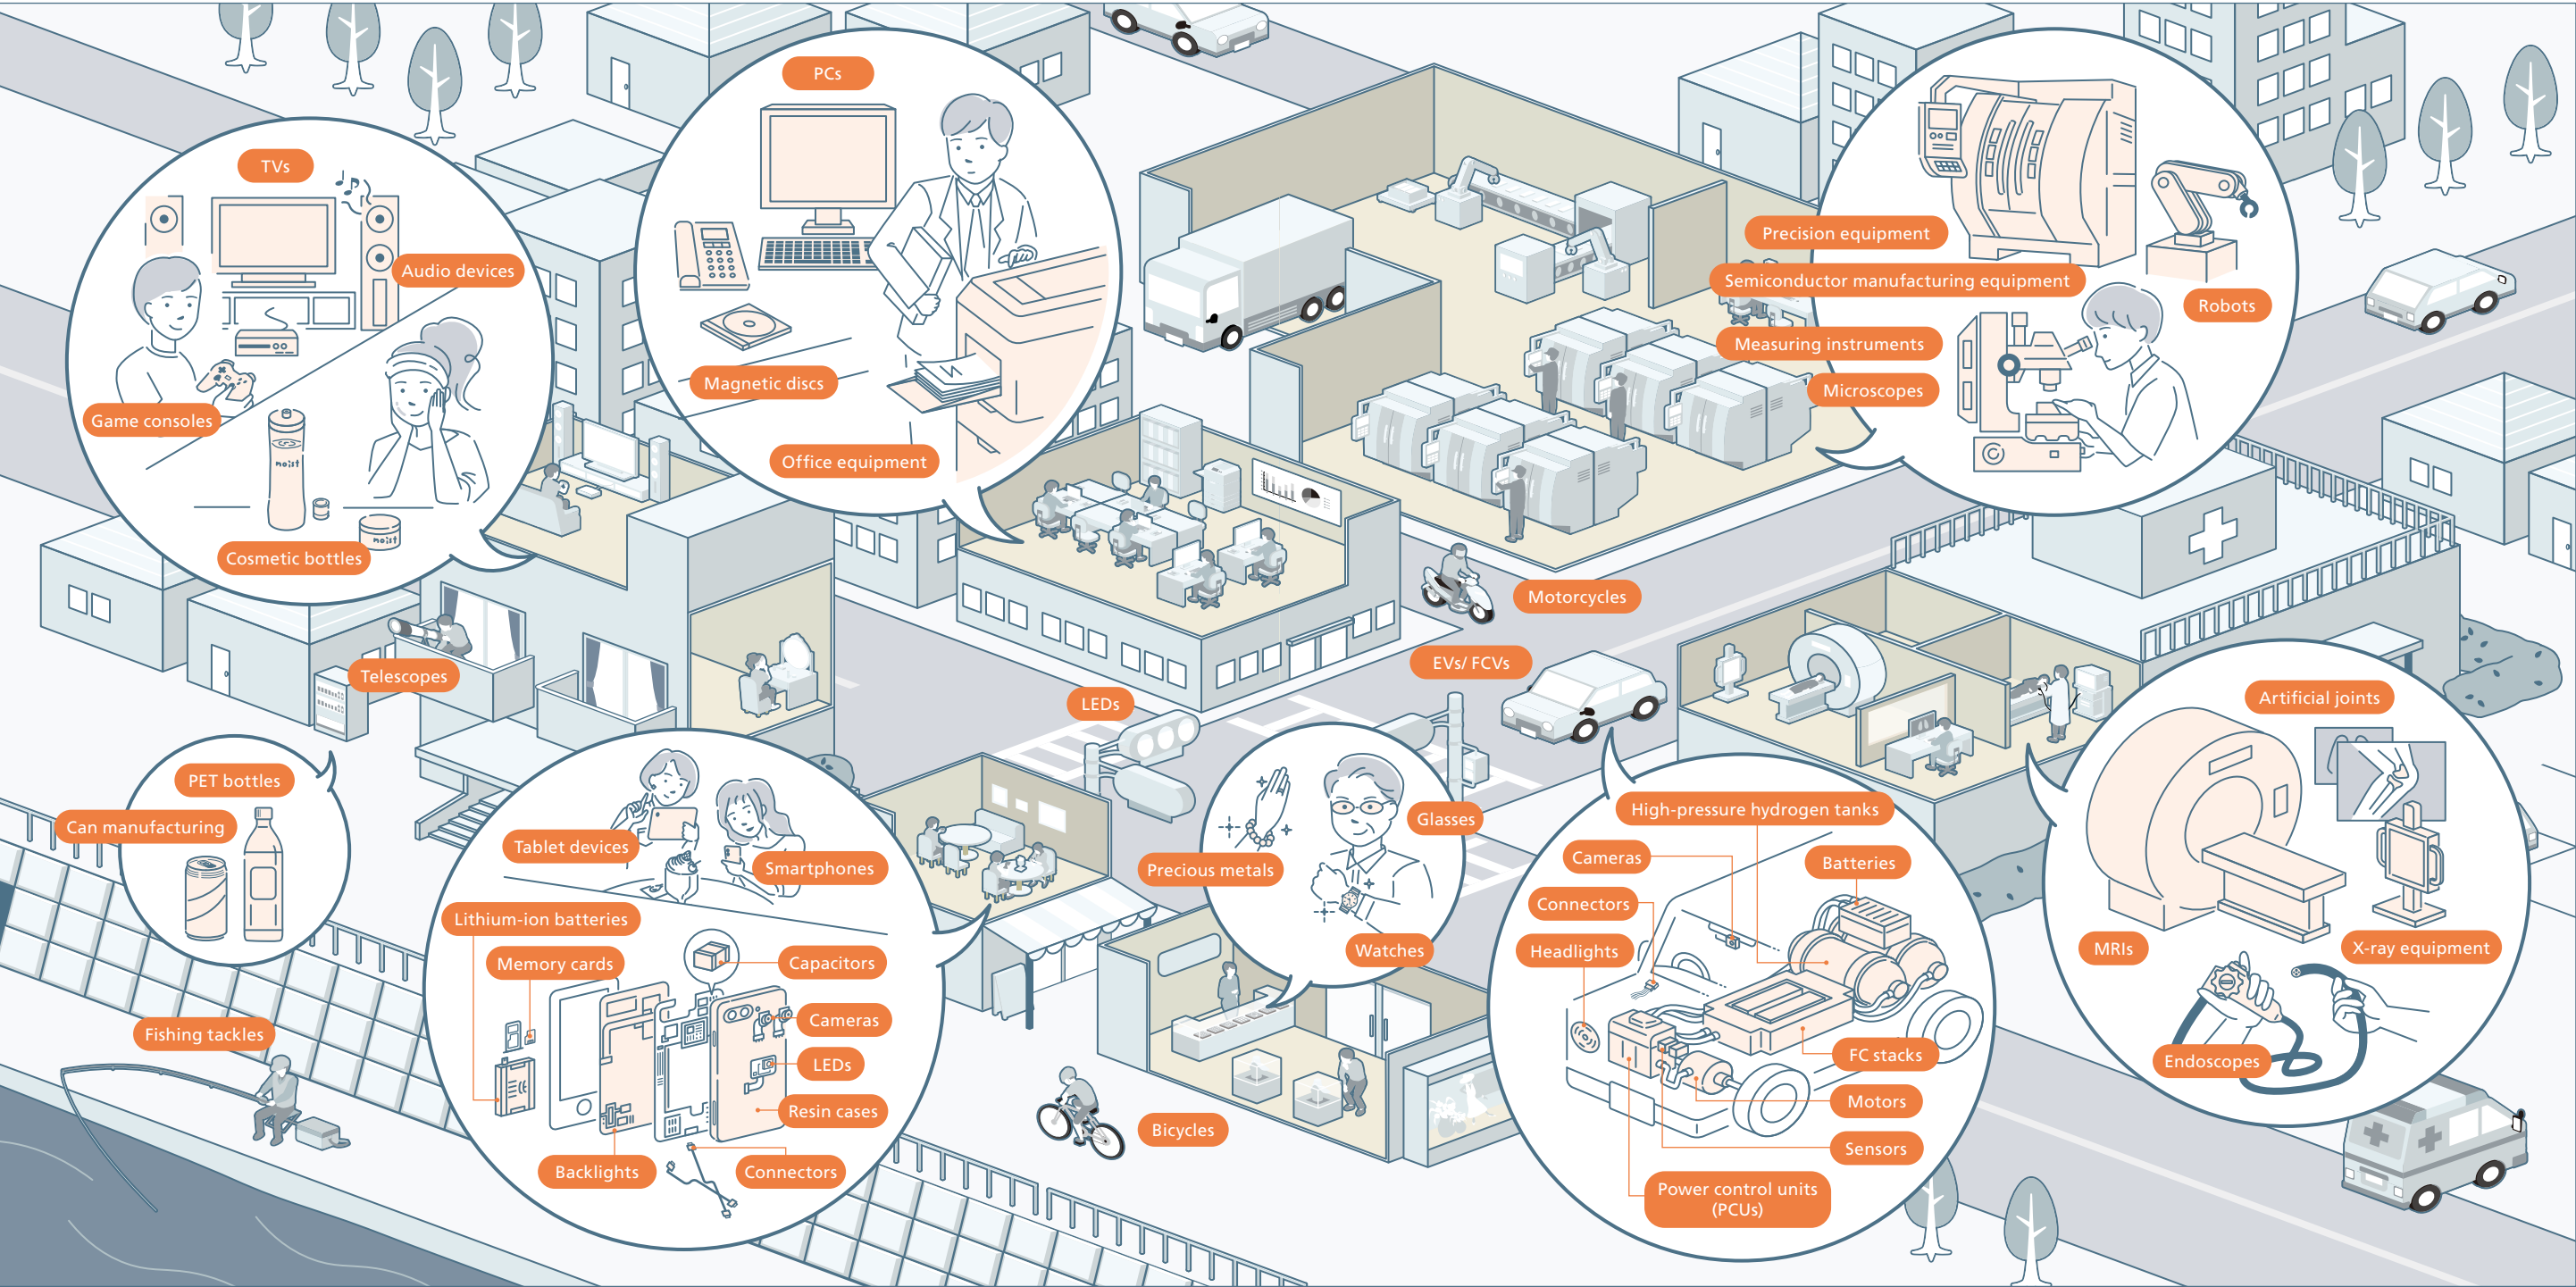 PCs
TVs
Audio devices
Game consoles
moist
moist
Cosmetic bottles
Magnetic discs
Office equipment
Precision equipment
Semiconductor manufacturing equipment
Robots
Measuring instruments
Microscopes
Motorcycles
EVs/ FCVs
Telescopes
LEDs
PET bottles
Can manufacturing
Fishing tackles
Tablet devices
Smartphones
Lithium-ion batteries
Memory cards
Capacitors
Cameras
LEDs
Resin cases
Backlights
Connectors
Precious metals
Glasses
Watches
Bicycles
High-pressure hydrogen tanks
Cameras
Batteries
Connectors
Headlights
FC stacks
Motors
Sensors
Power control units
(PCUs)
Artificial joints
MRIs
X-ray equipment
Endoscopes